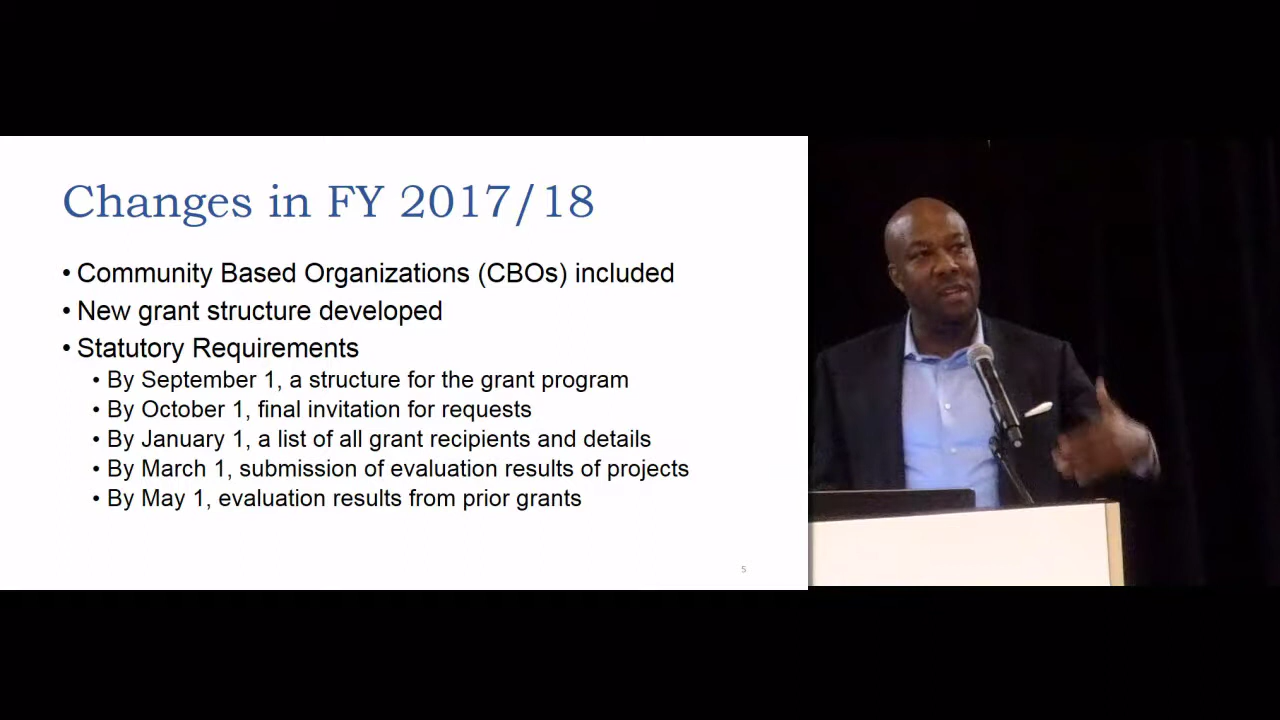 Changes in FY 2017/18
• Community Based Organizations (CBOs) included
• New grant structure developed
• Statutory Requirements
• By September 1, a structure for the grant program
• By October 1, final invitation for requests
• By January 1, a list of all grant recipients and details
• By March 1, submission of evaluation results of projects
• By May 1, evaluation results from prior grants
5